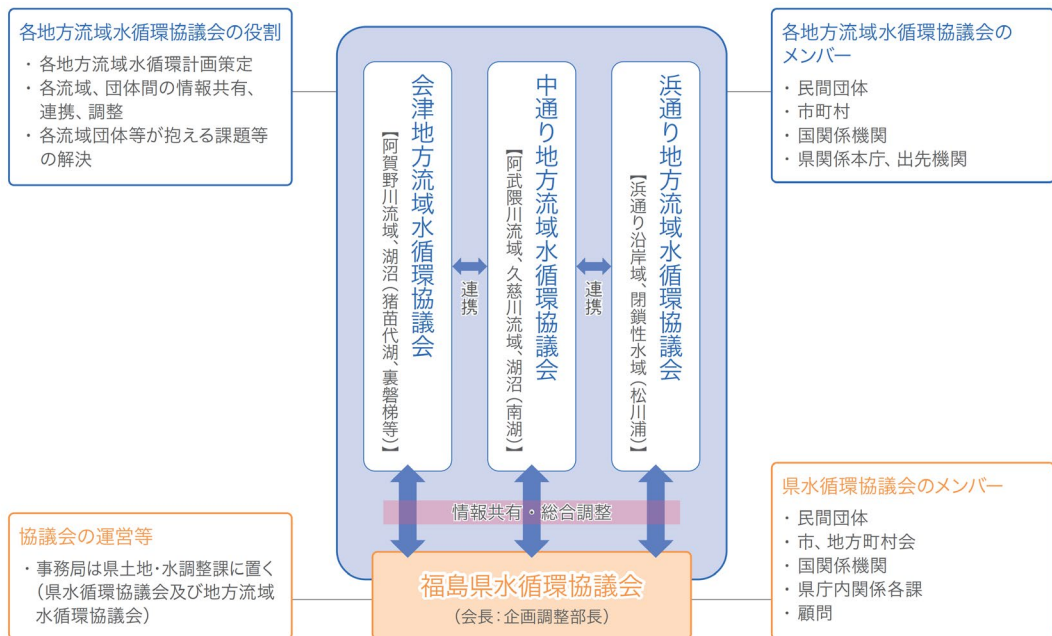 各地方流域水循環協議会の役割
・各地方流域水循環計画策定
・各流域、団体間の情報共有、
連携、調整
・各流域団体等が抱える課題等
の解決
会津地方流域水循環協議会
【阿賀野川流域、湖沼（猪苗代湖、裏磐梯等）】
連携
中通り地方流域水循環協議会
【阿武隈川流域、久慈川流域、湖沼（南湖）】
連携
浜通り地方流域水循環協議会
【浜通り沿岸域、閉鎖性水域（松川浦）】
各地方流域水循環協議会の
メンバー
・民間団体
・市町村
・国関係機関
・県関係本庁、出先機関
情報共有・総合調整
協議会の運営等
・事務局は県土地・水調整課に置く
（県水循環協議会及び地方流域
水循環協議会）
福島県水循環協議会
（会長：企画調整部長）
県水循環協議会のメンバー
・民間団体
・市、地方町村会
・国関係機関
・県庁内関係各課
・顧問